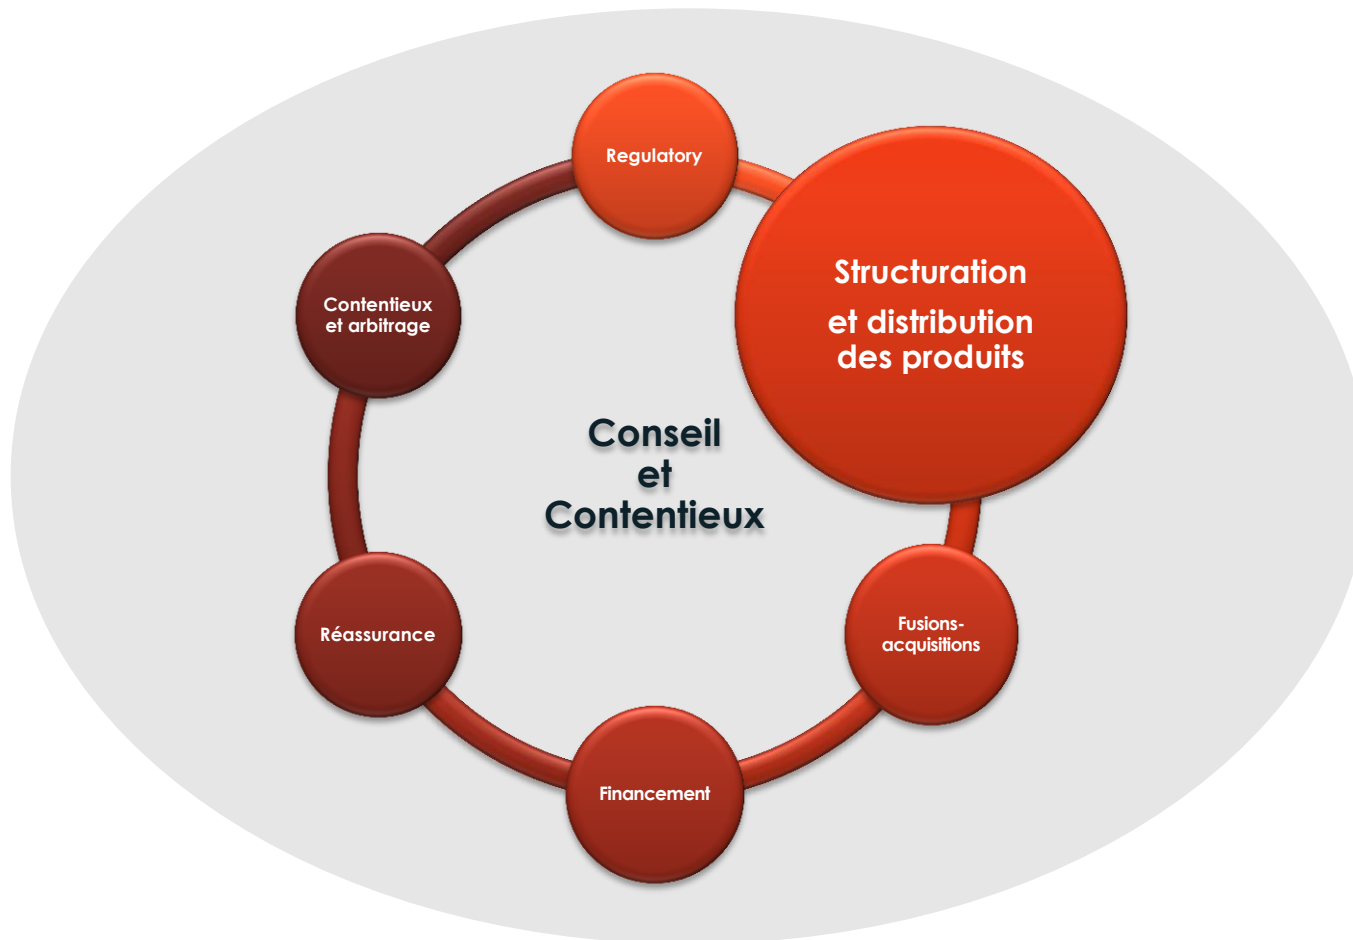 Regulatory
Structuration
et distribution
des produits
Contentieux
et arbitrage
Conseil
et
Contentieux
Réassurance
Fusions-
acquisitions
Financement